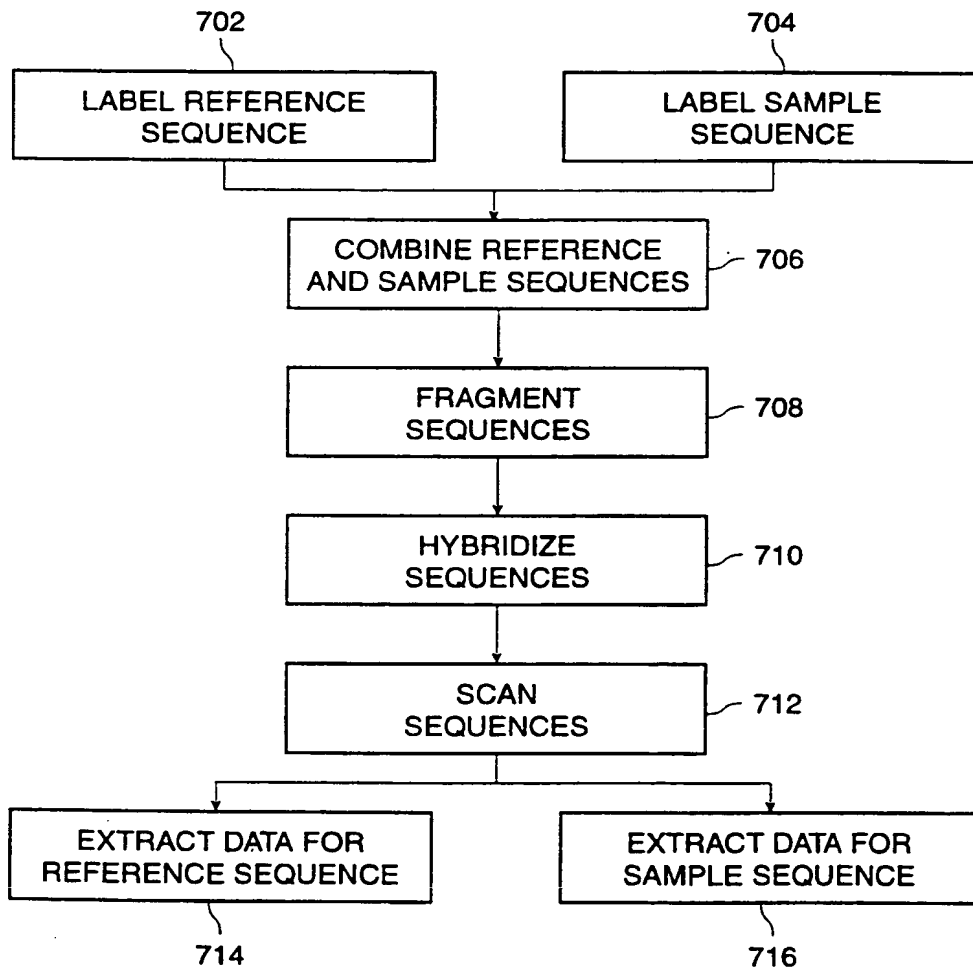 702
704
LABEL REFERENCE
SEQUENCE
LABEL SAMPLE
SEQUENCE
COMBINE REFERENCE
AND SAMPLE SEQUENCES
706
FRAGMENT
SEQUENCES
708
HYBRIDIZE
SEQUENCES
710
SCAN
SEQUENCES
712
EXTRACT DATA FOR
REFERENCE SEQUENCE
EXTRACT DATA FOR
SAMPLE SEQUENCE
714
716